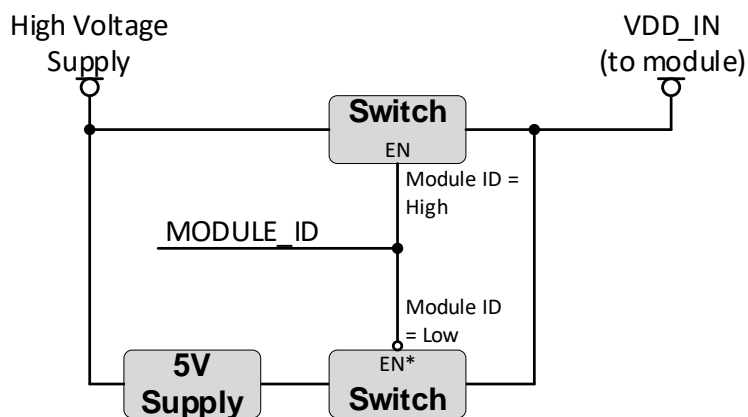 High Voltage
Supply
VDD_IN
(to module)
Switch
EN
Module ID =
High
MODULE_ID
Module ID
= Low
5V
Supply
EN*
Switch